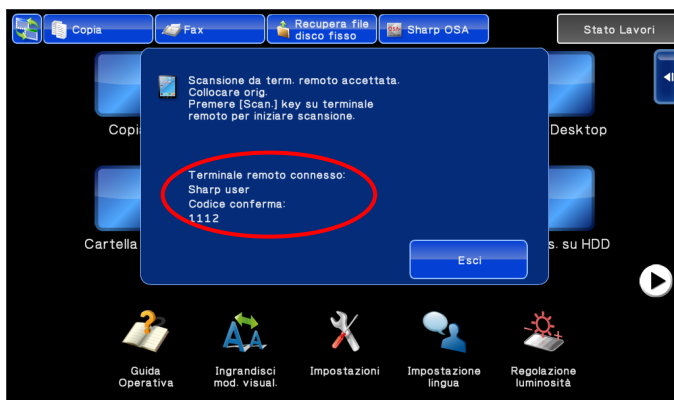 Copia
Fax
Recupera file
disco fisso
Sharp OSA
Stato Lavori
Scansione da term. remoto accettata.
Collocare orig.
Premere [Scan.] key su terminale
remoto per iniziare scansione.
Copi
Desktop
Terminale remoto connesso:
Sharp user
Codice conferma:
1112
Cartella
s. su HDD
Esci
Guida
Operativa
Ingrandisci
mod. visual.
Impostazioni
Impostazione
lingua
Regolazione
luminosità